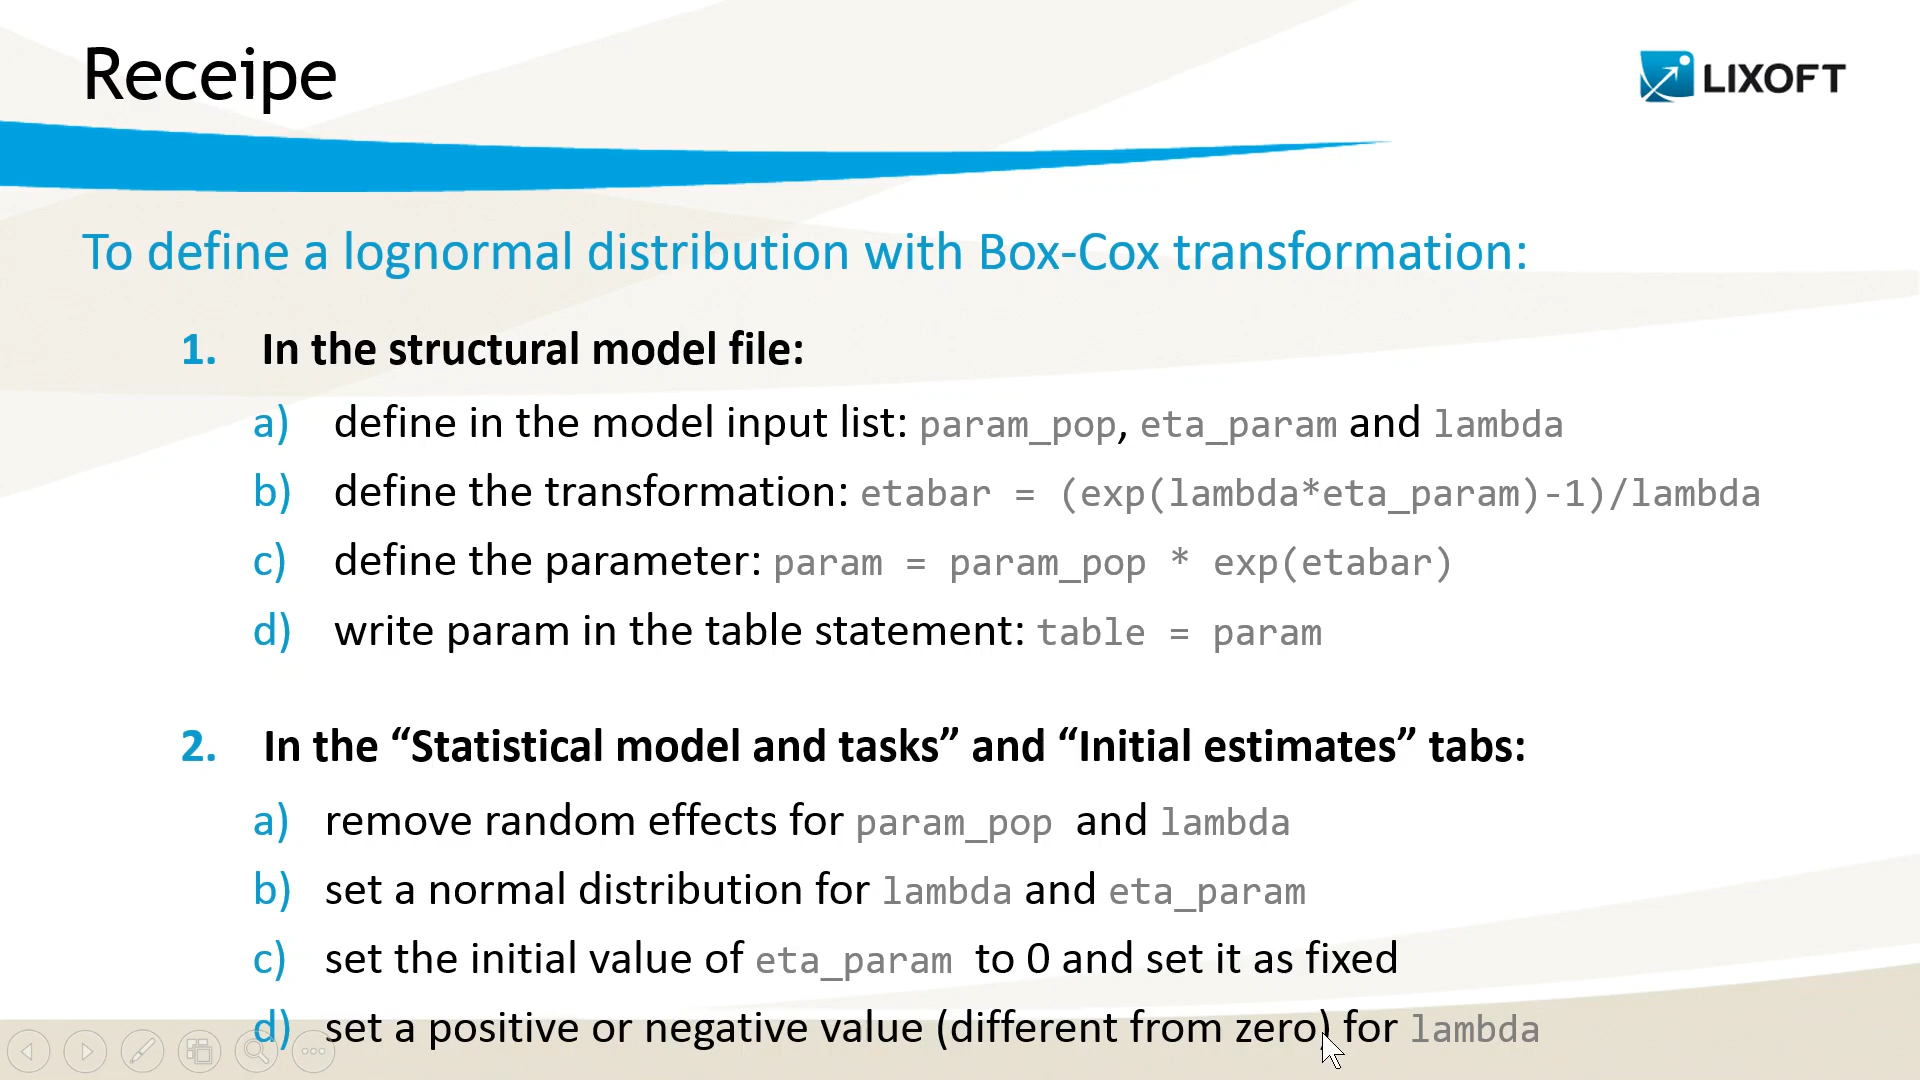 Receipe
LIXOFT
To define a lognormal distribution with Box-Cox transformation:
1. In the structural model file:
a) define in the model input list: param_pop, eta_param and lambda
b) define the transformation: etabar = (exp(lambda*eta_param)-1)/lambda
c) define the parameter: param = param_pop * exp(etabar)
d) write param in the table statement: table = param
2. In the “Statistical model and tasks” and “Initial estimates” tabs:
a) remove random effects for param_pop and lambda
b) set a normal distribution for lambda and eta_param
c) set the initial value of eta_param to 0 and set it as fixed
d) set a positive or negative value (different from zero) for lambda